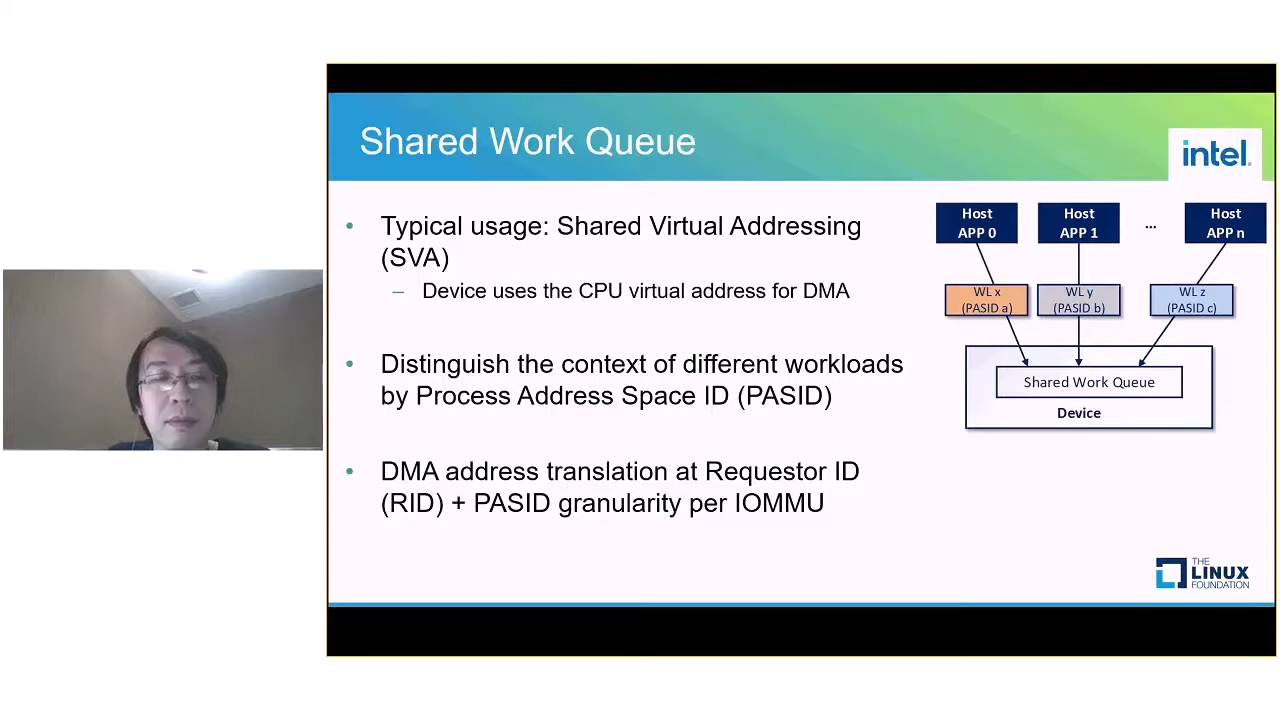 Shared Work Queue
intel.
• Typical usage: Shared Virtual Addressing
(SVA)
– Device uses the CPU virtual address for DMA
• Distinguish the context of different workloads
by Process Address Space ID (PASID)
• DMA address translation at Requestor ID
(RID) + PASID granularity per IOMMU
Host
APP 0
Host
APP 1
...
Host
APP n
WL x
(PASID a)
WL y
(PASID b)
WL z
(PASID c)
Shared Work Queue
Device
THE
LINUX
FOUNDATION